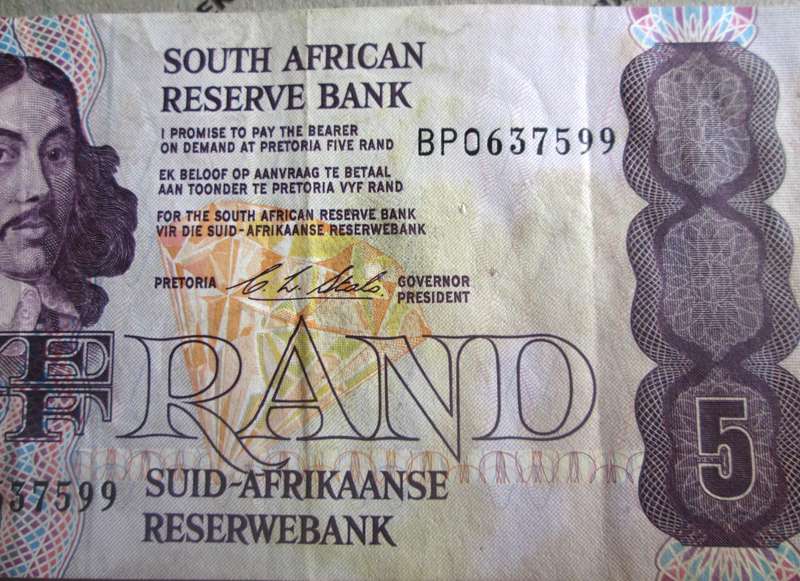 SOUTH AFRICAN
RESERVE BANK
I PROMISE TO PAY THE BEARER
ON DEMAND AT PRETORIA FIVE RAND
BP0637599
EK BELOOF OP AANVRAAG TE BETAAL
AAN TOONDER TE PRETORIA VYF RAND
FOR THE SOUTH AFRICAN RESERVE BANK
VIR DIE SUID-AFRIKAANSE RESERWEBANK
PRETORIA
GOVERNOR
PRESIDENT
RAND
5
37599
SUID-AFRIKAANSE
RESERWEBANK